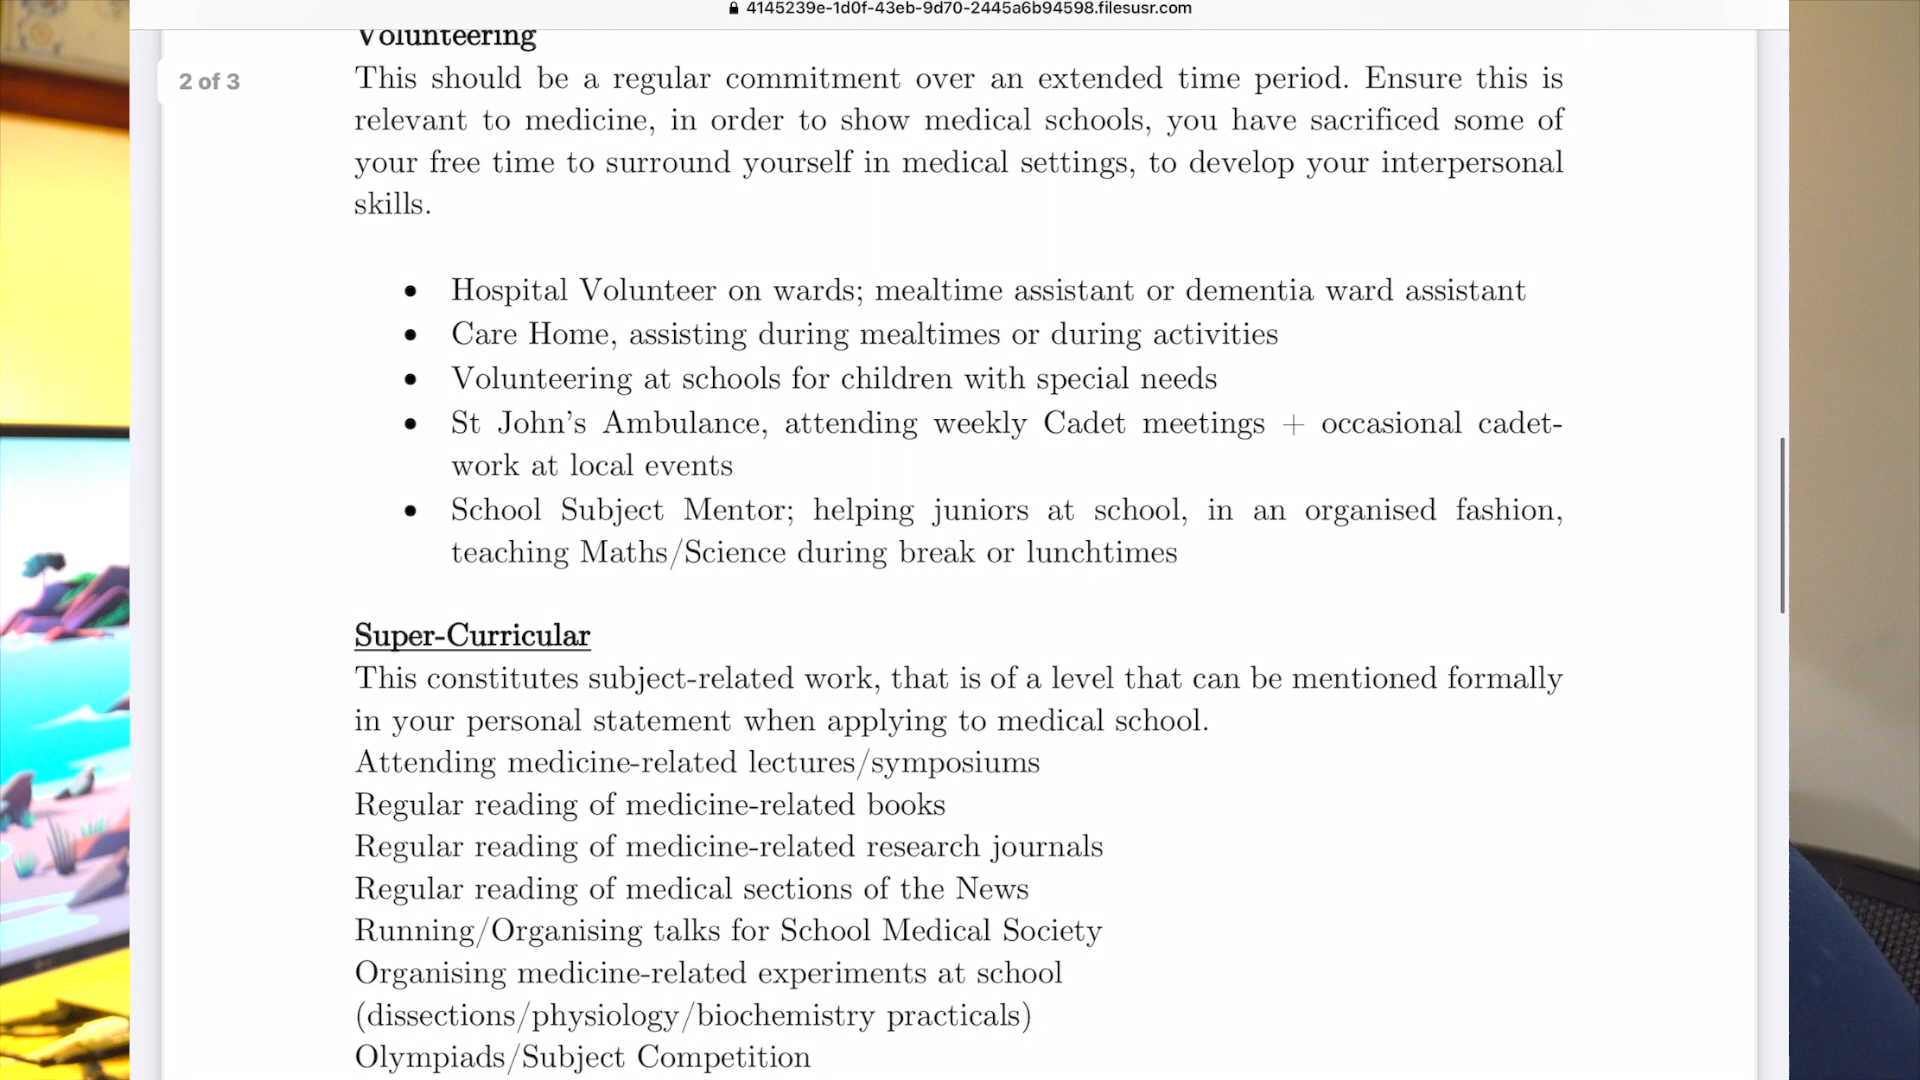 4145239e-1d0f-43eb-9d70-2445a6b94598.filesusr.com
Volunteering
2 of 3
This should be a regular commitment over an extended time period. Ensure this is
relevant to medicine, in order to show medical schools, you have sacrificed some of
your free time to surround yourself in medical settings, to develop your interpersonal
skills.
• Hospital Volunteer on wards; mealtime assistant or dementia ward assistant
• Care Home, assisting during mealtimes or during activities
• Volunteering at schools for children with special needs
• St John's Ambulance, attending weekly Cadet meetings + occasional cadet-
work at local events
• School Subject Mentor; helping juniors at school, in an organised fashion,
teaching Maths/Science during break or lunchtimes
Super-Curricular
This constitutes subject-related work, that is of a level that can be mentioned formally
in your personal statement when applying to medical school.
Attending medicine-related lectures/symposiums
Regular reading of medicine-related books
Regular reading of medicine-related research journals
Regular reading of medical sections of the News
Running/Organising talks for School Medical Society
Organising medicine-related experiments at school
(dissections/physiology/biochemistry practicals)
Olympiads/Subject Competition